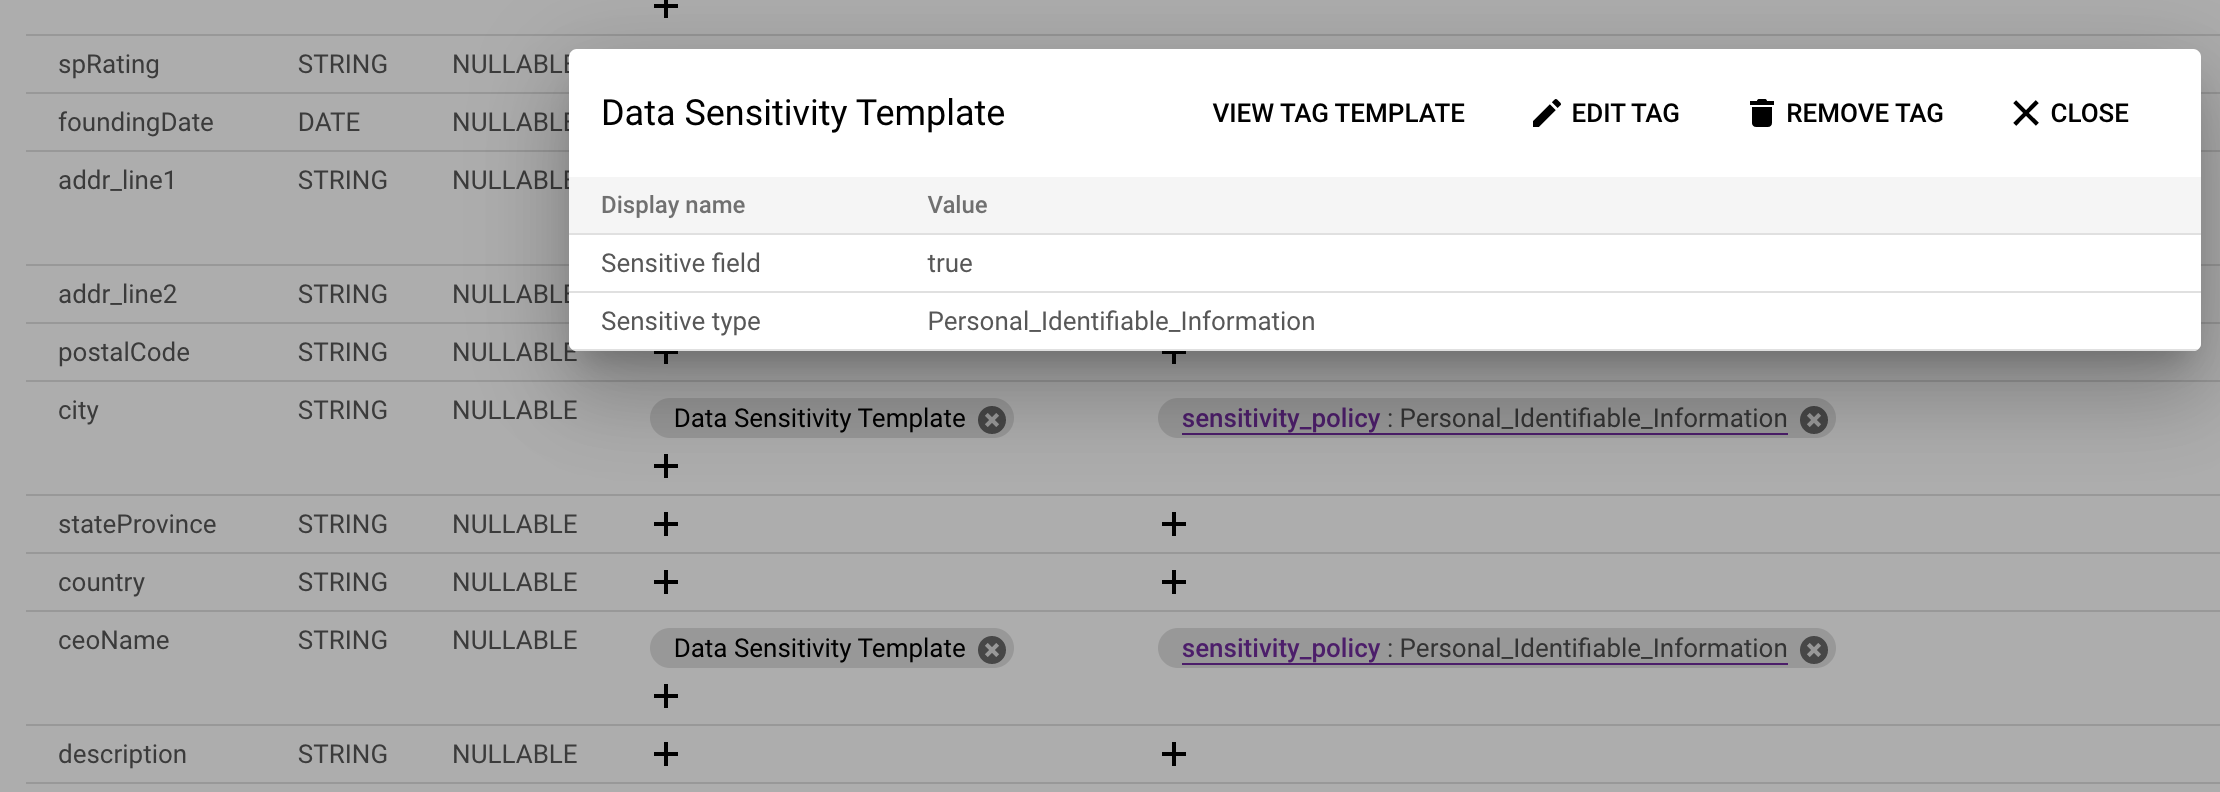 spRating STRING NULLABLE
Data Sensitivity Template VIEW TAG TEMPLATE EDIT TAG REMOVE TAG CLOSE
foundingDate DATE NULLABLE
addr_line1 STRING NULLABLE
Display name Value
Sensitive field true
addr_line2 STRING NULLABLE
Sensitive type Personal_Identifiable_Information
postalCode STRING NULLABLE
city STRING NULLABLE Data Sensitivity Template sensitivity_policy : Personal_Identifiable_Information
stateProvince STRING NULLABLE
country STRING NULLABLE
ceoName STRING NULLABLE Data Sensitivity Template sensitivity_policy : Personal_Identifiable_Information
description STRING NULLABLE